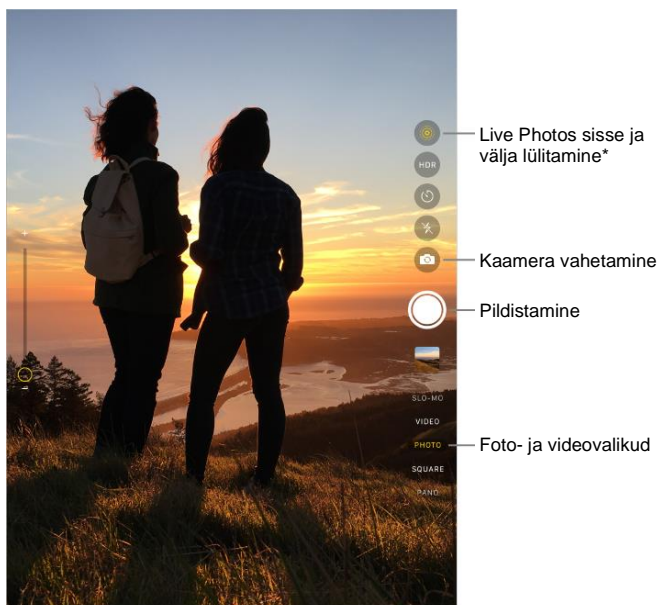 Live Photos sisse ja
välja lülitamine*
HDR
Kaamera vahetamine
Pildistamine
SLO-MO
VIDEO
PHOTO
Foto- ja videovalikud
SQUARE
PANO